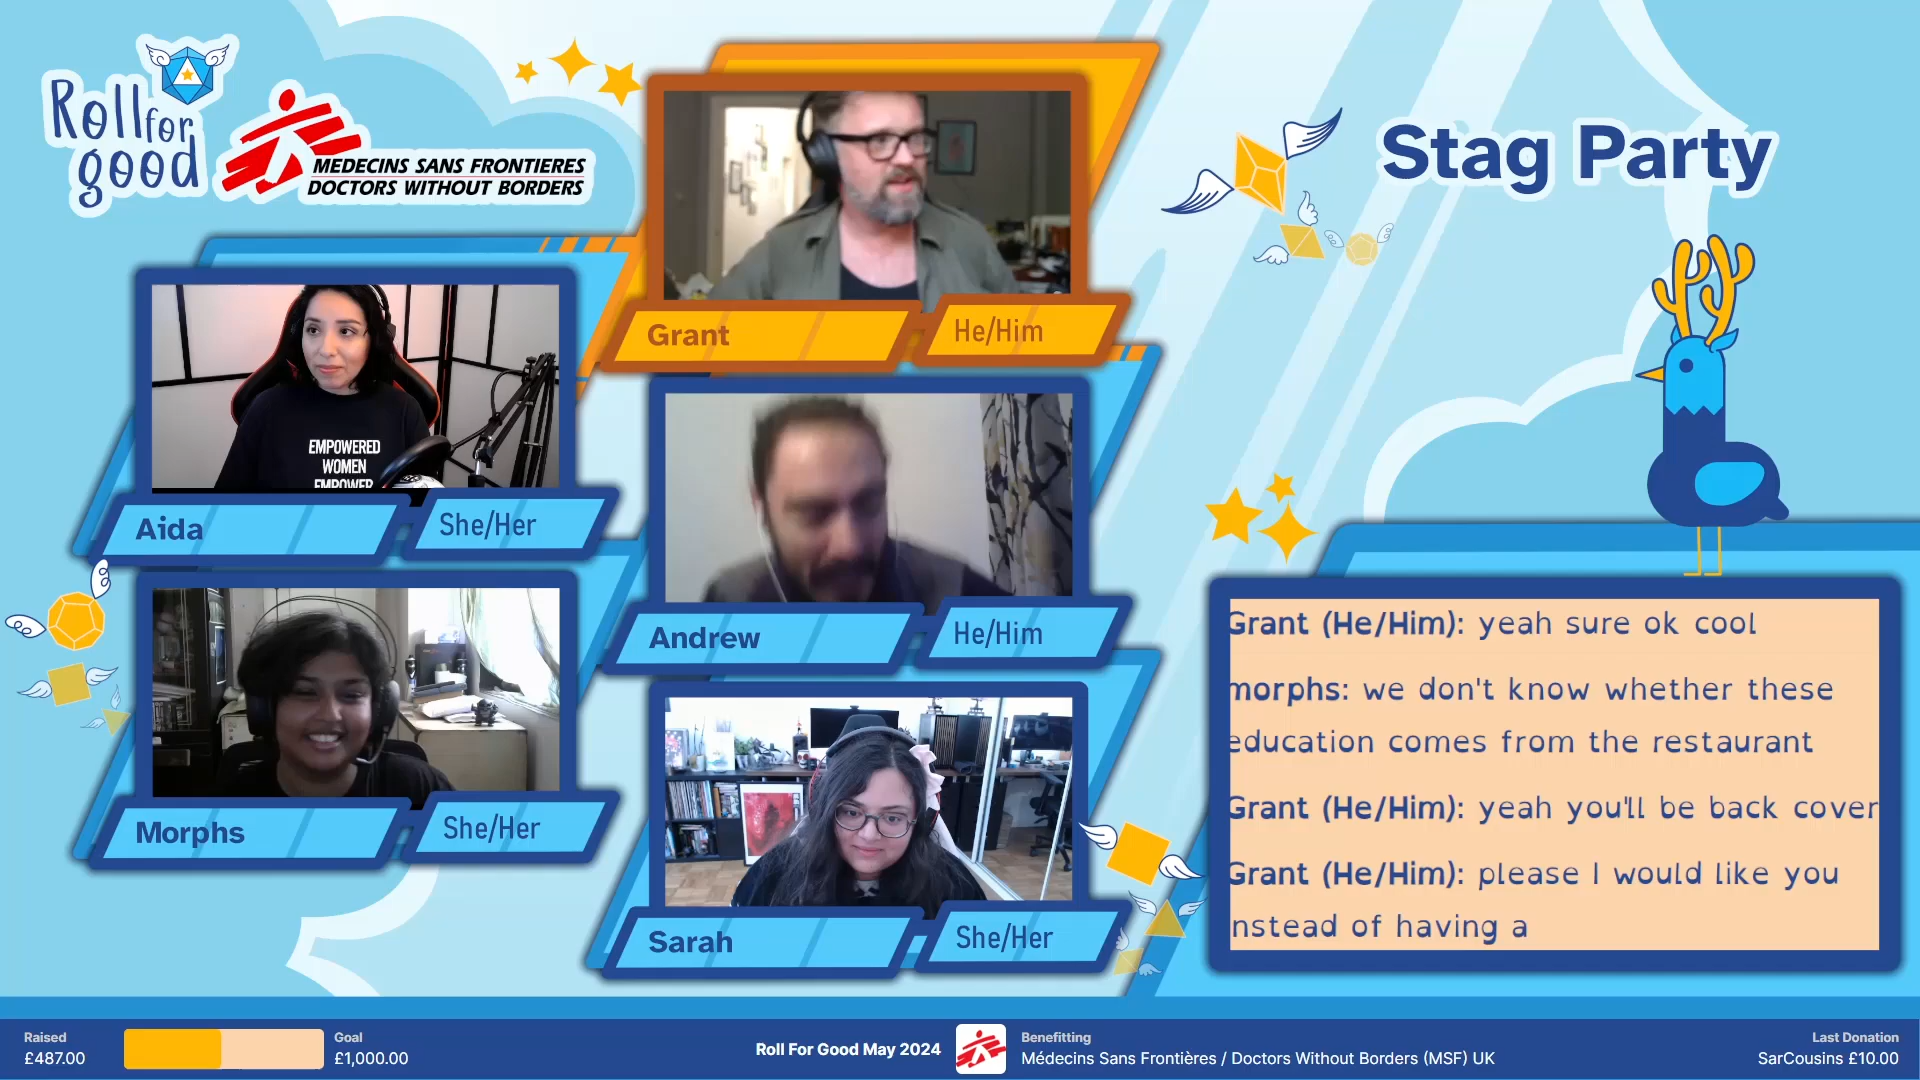 Roll for
good
MEDECINS SANS FRONTIERES
DOCTORS WITHOUT BORDERS
Stag Party
Grant
He/Him
EMPOWERED
WOMEN
EMPOWER
Aida
She/Her
Andrew
He/Him
Morphs
She/Her
Sarah
She/Her
Grant (He/Him): yeah sure ok cool
morphs: we don't know whether these
education comes from the restaurant
Grant (He/Him): yeah you'll be back cover
Grant (He/Him): please I would like you
nstead of having a
Raised
£487.00
Goal
£1,000.00
Roll For Good May 2024
Benefitting
Médecins Sans Frontières / Doctors Without Borders (MSF) UK
Last Donation
SarCousins £10.00